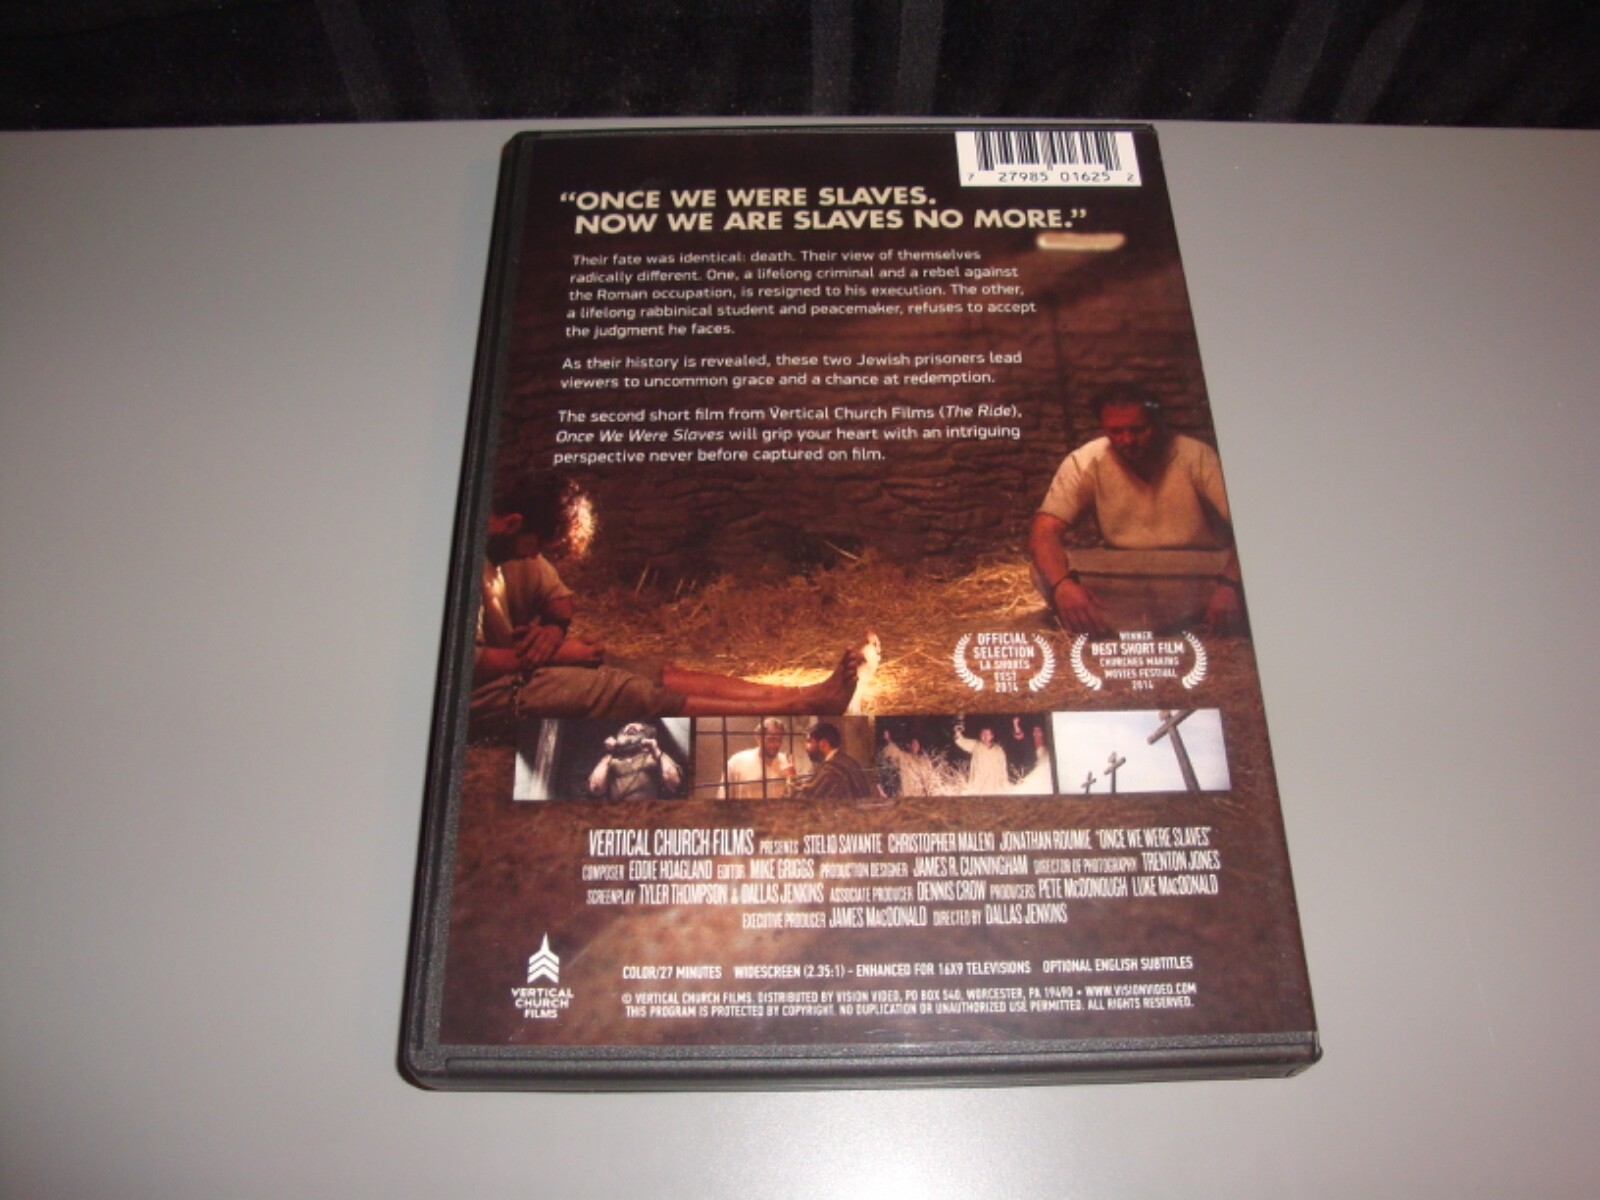 7 27985 01625 2
“ONCE WE WERE SLAVES.
NOW WE ARE SLAVES NO MORE.”
Their fate was identical: death. Their view of themselves
radically different. One, a lifelong criminal and a rebel against
the Roman occupation, is resigned to his execution. The other,
a lifelong rabbinical student and peacemaker, refuses to accept
the judgment he faces.
As their history is revealed, these two Jewish prisoners lead
viewers to uncommon grace and a chance at redemption.
The second short film from Vertical Church Films (The Ride),
Once We Were Slaves will grip your heart with an intriguing
perspective never before captured on film.
OFFICIAL
SELECTION
LA SHORTS
FEST
2014
WINNER
BEST SHORT FILM
CHURCHES MAKING
MOVIES FESTIVAL
2014
VERTICAL CHURCH FILMS PRESENTS STELIO SAVANTE CHRISTOPHER MALEKI JONATHAN ROUMIE "ONCE WE WERE SLAVES"
COMPOSER EDDIE HOAGLAND EDITOR MIKE GRIGGS PRODUCTION DESIGNER JAMES R. CUNNINGHAM DIRECTOR OF PHOTOGRAPHY TRENTON JONES
SCREENPLAY TYLER THOMPSON & DALLAS JENKINS ASSOCIATE PRODUCER DENNIS CROW PRODUCERS PETE McDONOUGH LUKE MacDONALD
EXECUTIVE PRODUCER JAMES MacDONALD DIRECTED BY DALLAS JENKINS
VERTICAL
CHURCH
FILMS
COLOR/27 MINUTES WIDESCREEN (2.35:1) - ENHANCED FOR 16X9 TELEVISIONS OPTIONAL ENGLISH SUBTITLES
© VERTICAL CHURCH FILMS. DISTRIBUTED BY VISION VIDEO, PO BOX 540, WORCESTER, PA 19490 • WWW.VISIONVIDEO.COM
THIS PROGRAM IS PROTECTED BY COPYRIGHT. NO DUPLICATION OR UNAUTHORIZED USE PERMITTED. ALL RIGHTS RESERVED.